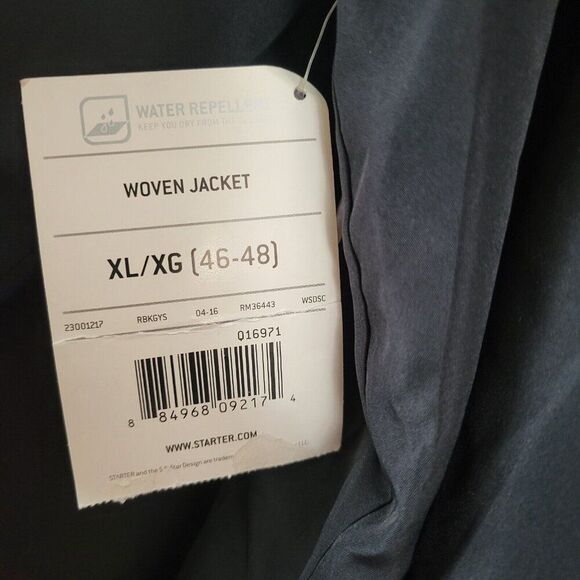 WATER REPELLENT
KEEP YOU DRY FROM THE
WOVEN JACKET
XL/XG (46-48)
23001217 RBKGYS 04-16 RM36443 WSDSC
Q16971
8 84968 09217 4
WWW.STARTER.COM
STARTER and the S & Star Design are